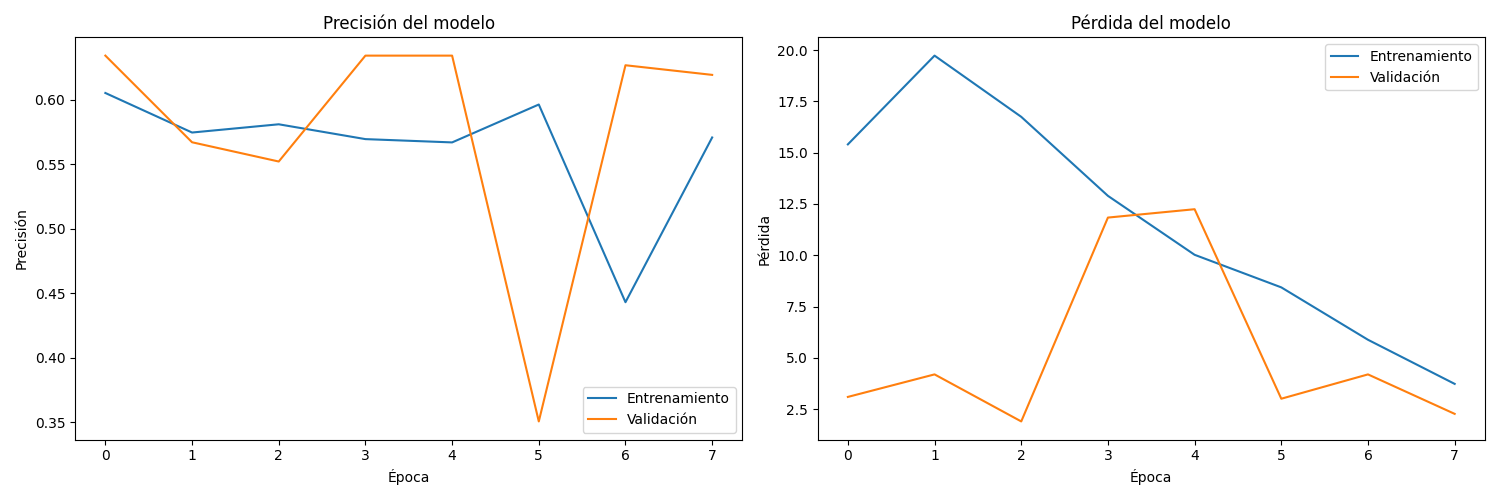 Precisión del modelo
Precisión
0.60
0.55
0.50
0.45
0.40
0.35
0 1 2 3 4 5 6 7
Época
Entrenamiento
Validación
Pérdida del modelo
Pérdida
20.0
17.5
15.0
12.5
10.0
7.5
5.0
2.5
0 1 2 3 4 5 6 7
Época
Entrenamiento
Validación